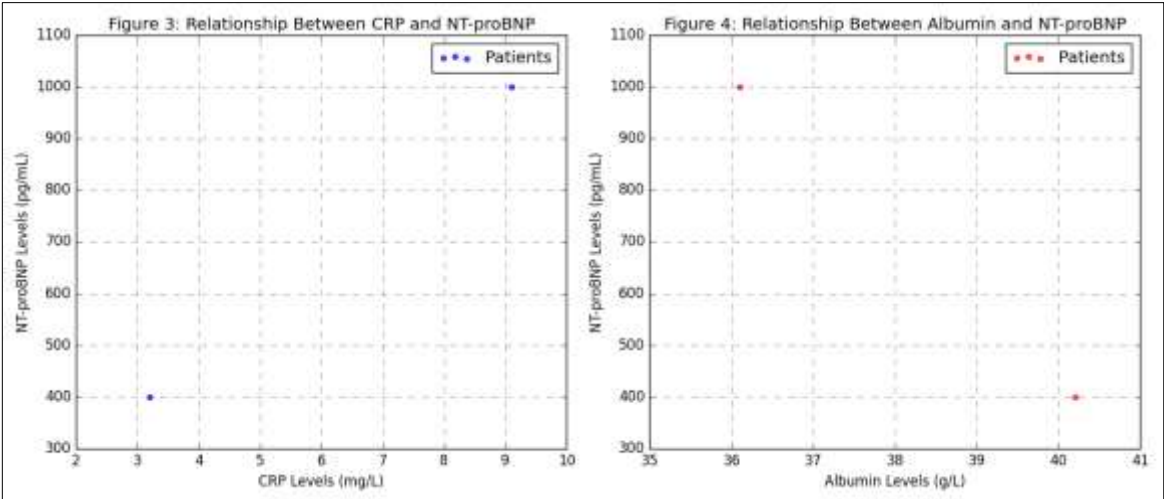 Figure 3: Relationship Between CRP and NT-proBNP
Patients
NT-proBNP Levels (pg/mL)
1100
1000
900
800
700
600
500
400
300
2 3 4 5 6 7 8 9 10
CRP Levels (mg/L)
Figure 4: Relationship Between Albumin and NT-proBNP
Patients
NT-proBNP Levels (pg/mL)
1100
1000
900
800
700
600
500
400
300
35 36 37 38 39 40 41
Albumin Levels (g/L)